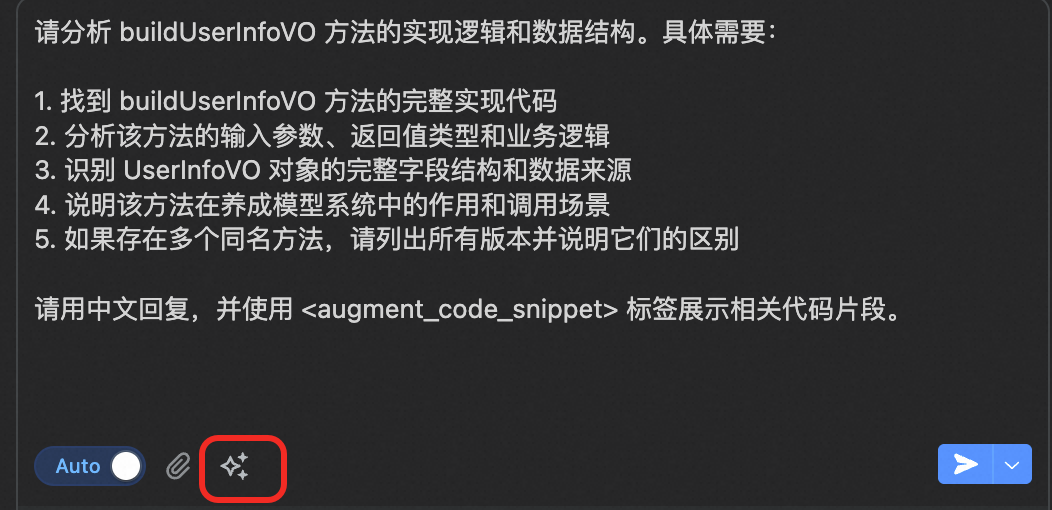 请分析 buildUserInfoVO 方法的实现逻辑和数据结构。具体需要：
1. 找到 buildUserInfoVO 方法的完整实现代码
2. 分析该方法的输入参数、返回值类型和业务逻辑
3. 识别 UserInfoVO 对象的完整字段结构和数据来源
4. 说明该方法在养成模型系统中的作用和调用场景
5. 如果存在多个同名方法，请列出所有版本并说明它们的区别
请用中文回复，并使用 <augment_code_snippet> 标签展示相关代码片段。
Auto